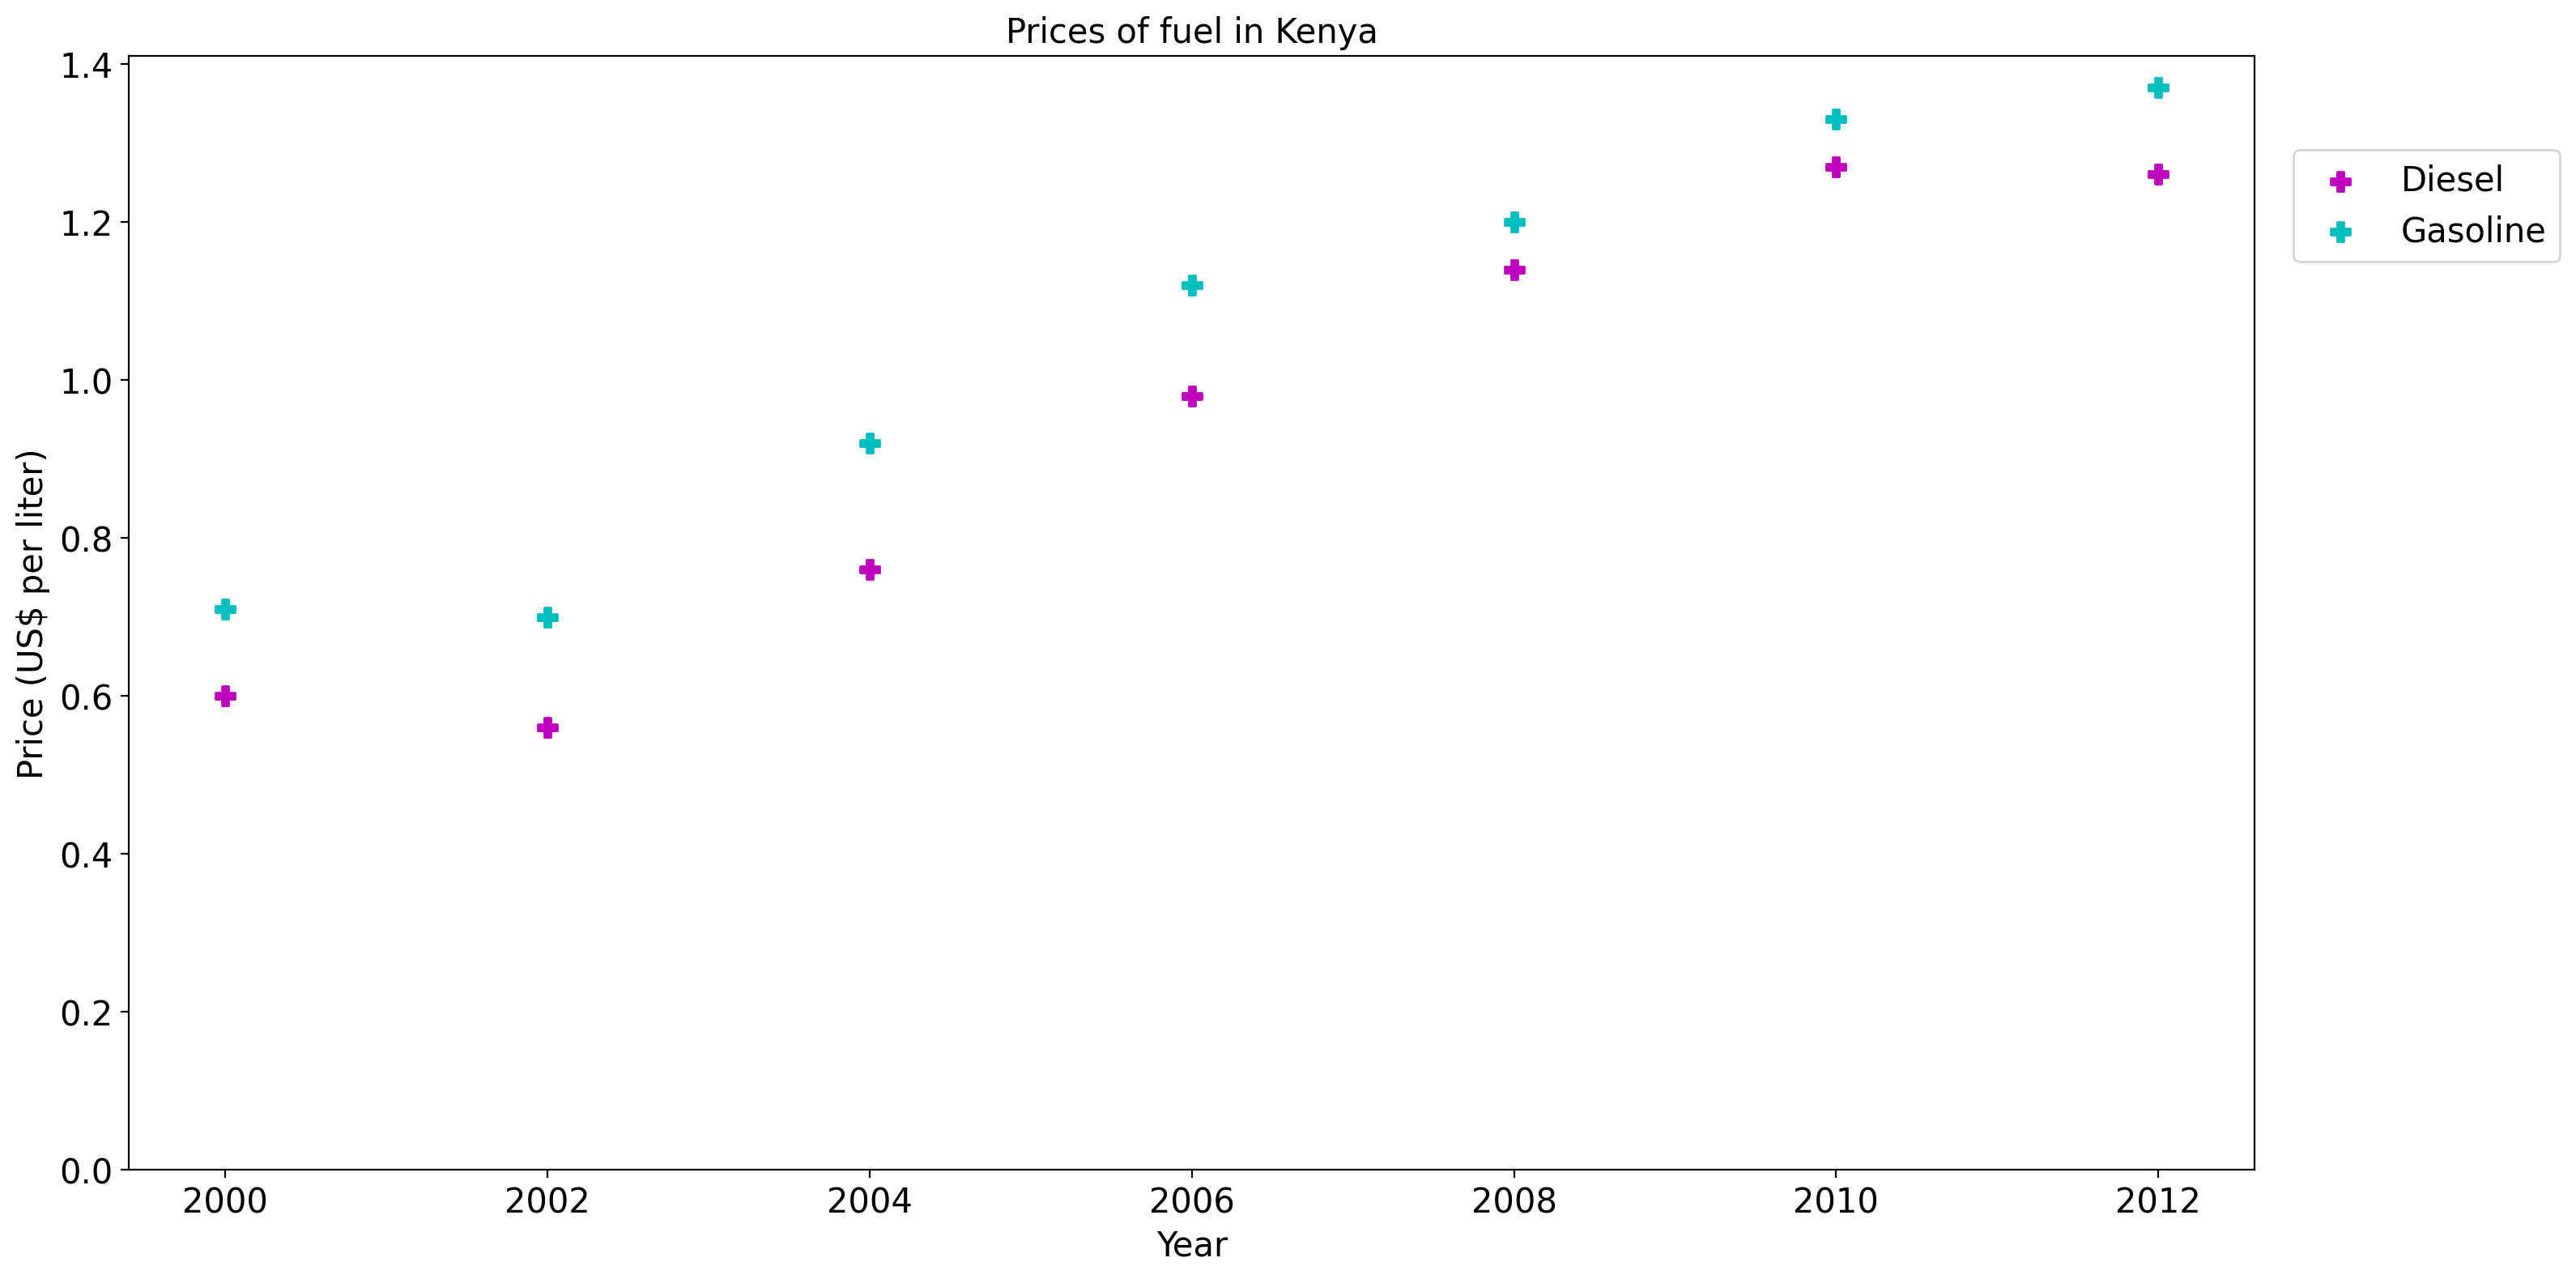 Prices of fuel in Kenya
1.4
1.2
1.0
0.8
0.6
0.4
0.2
0.0
Price (US$ per liter)
2000 2002 2004 2006 2008 2010 2012
Year
Diesel
Gasoline